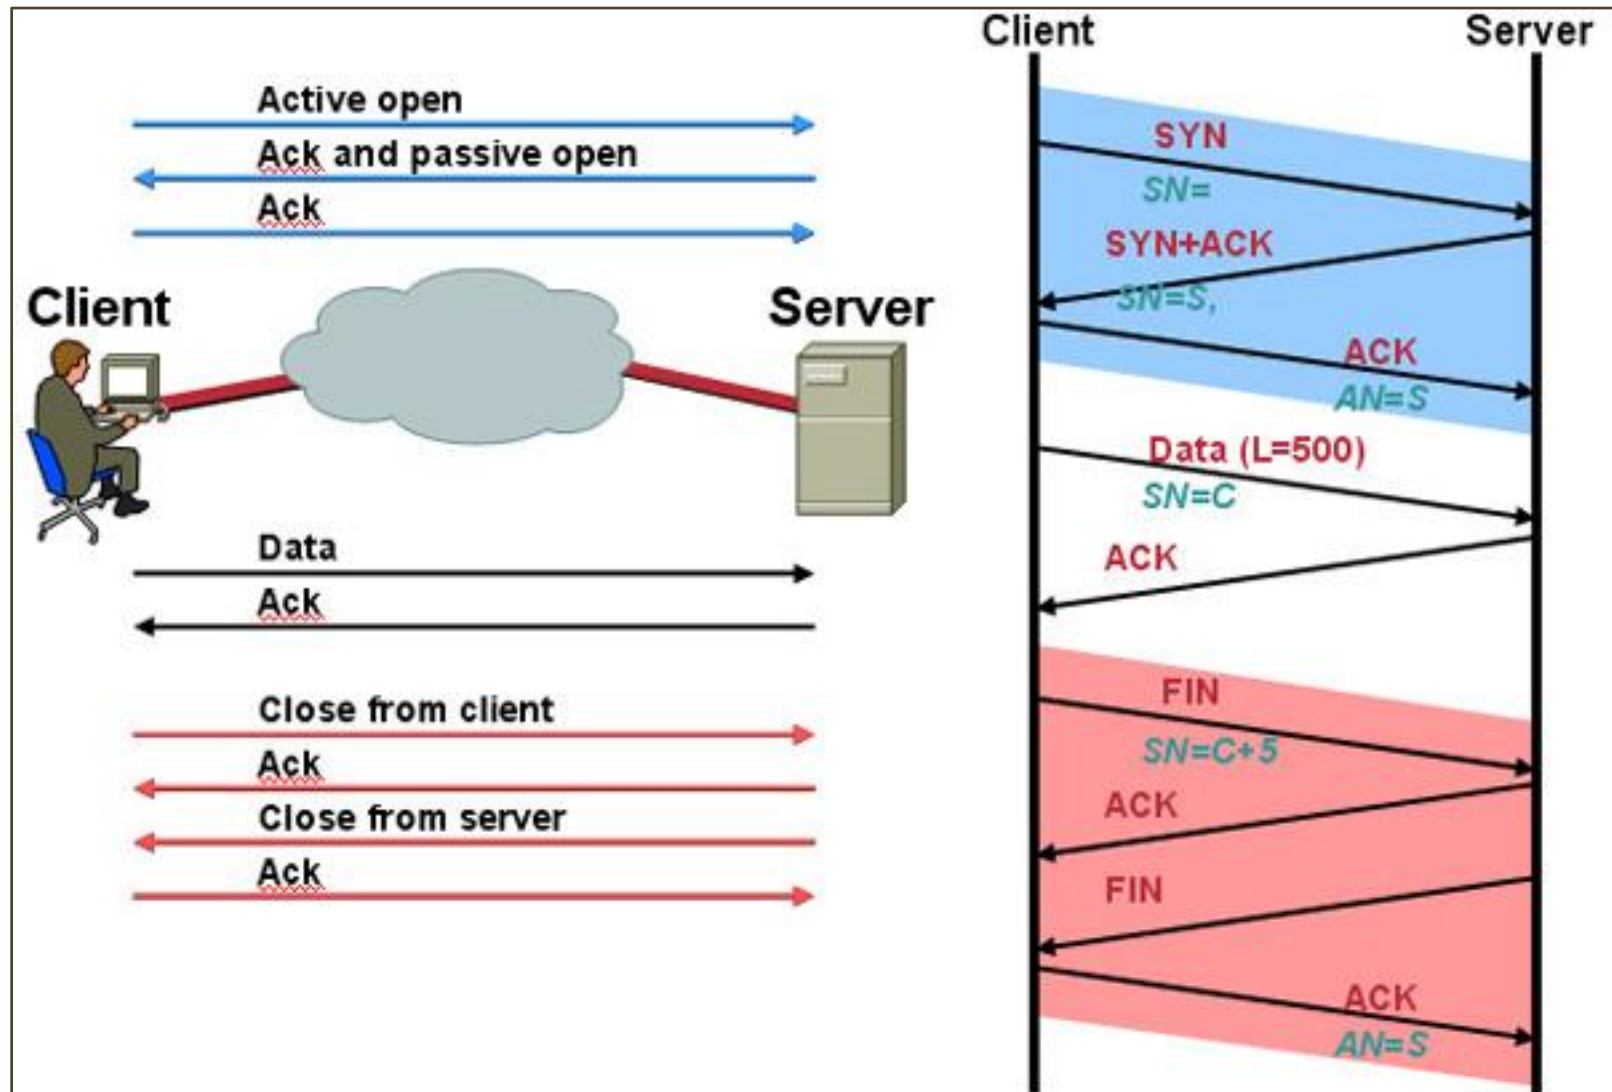 Active open
Ack and passive open
Ack
Client
Server
Data
Ack
Close from client
Ack
Close from server
Ack
Client
Server
SYN
SN=
SYN+ACK
SN=S,
ACK
AN=S
Data (L=500)
SN=C
ACK
FIN
SN=C+5
ACK
FIN
ACK
AN=S